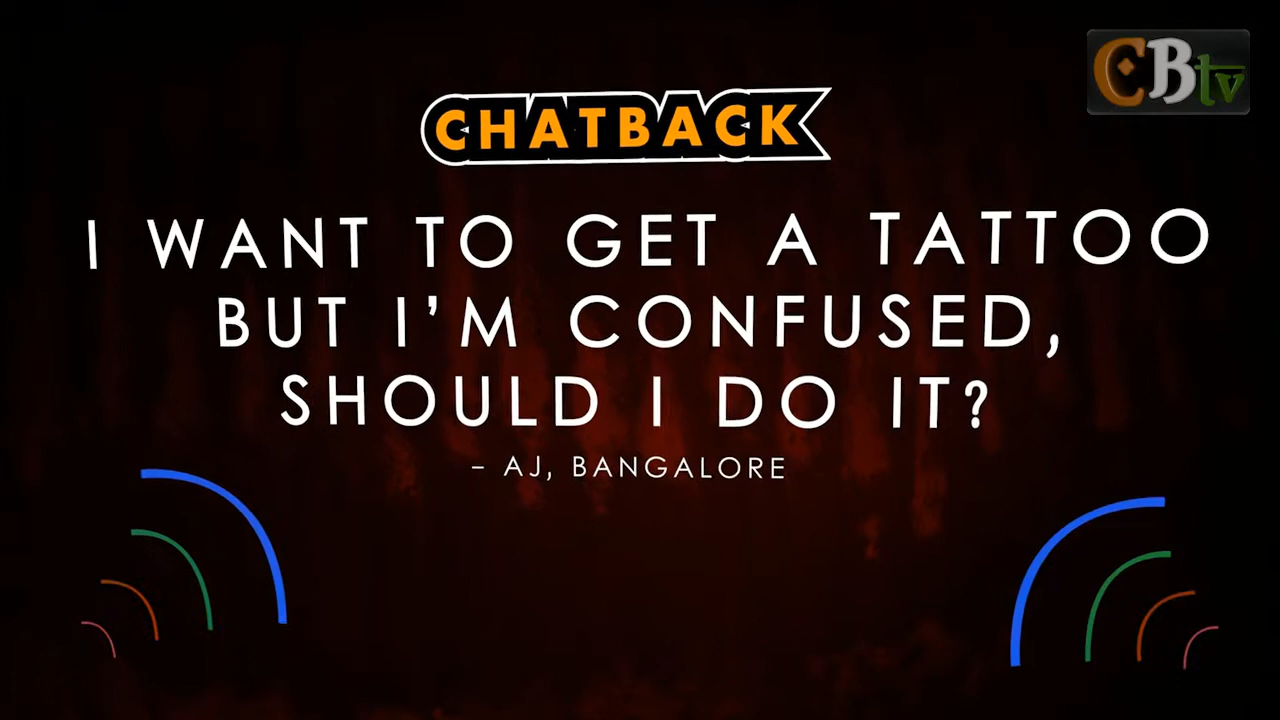 CBtv
CHATBACK
I WANT TO GET A TATTOO
BUT I'M CONFUSED,
SHOULD I DO IT?
– AJ, BANGALORE